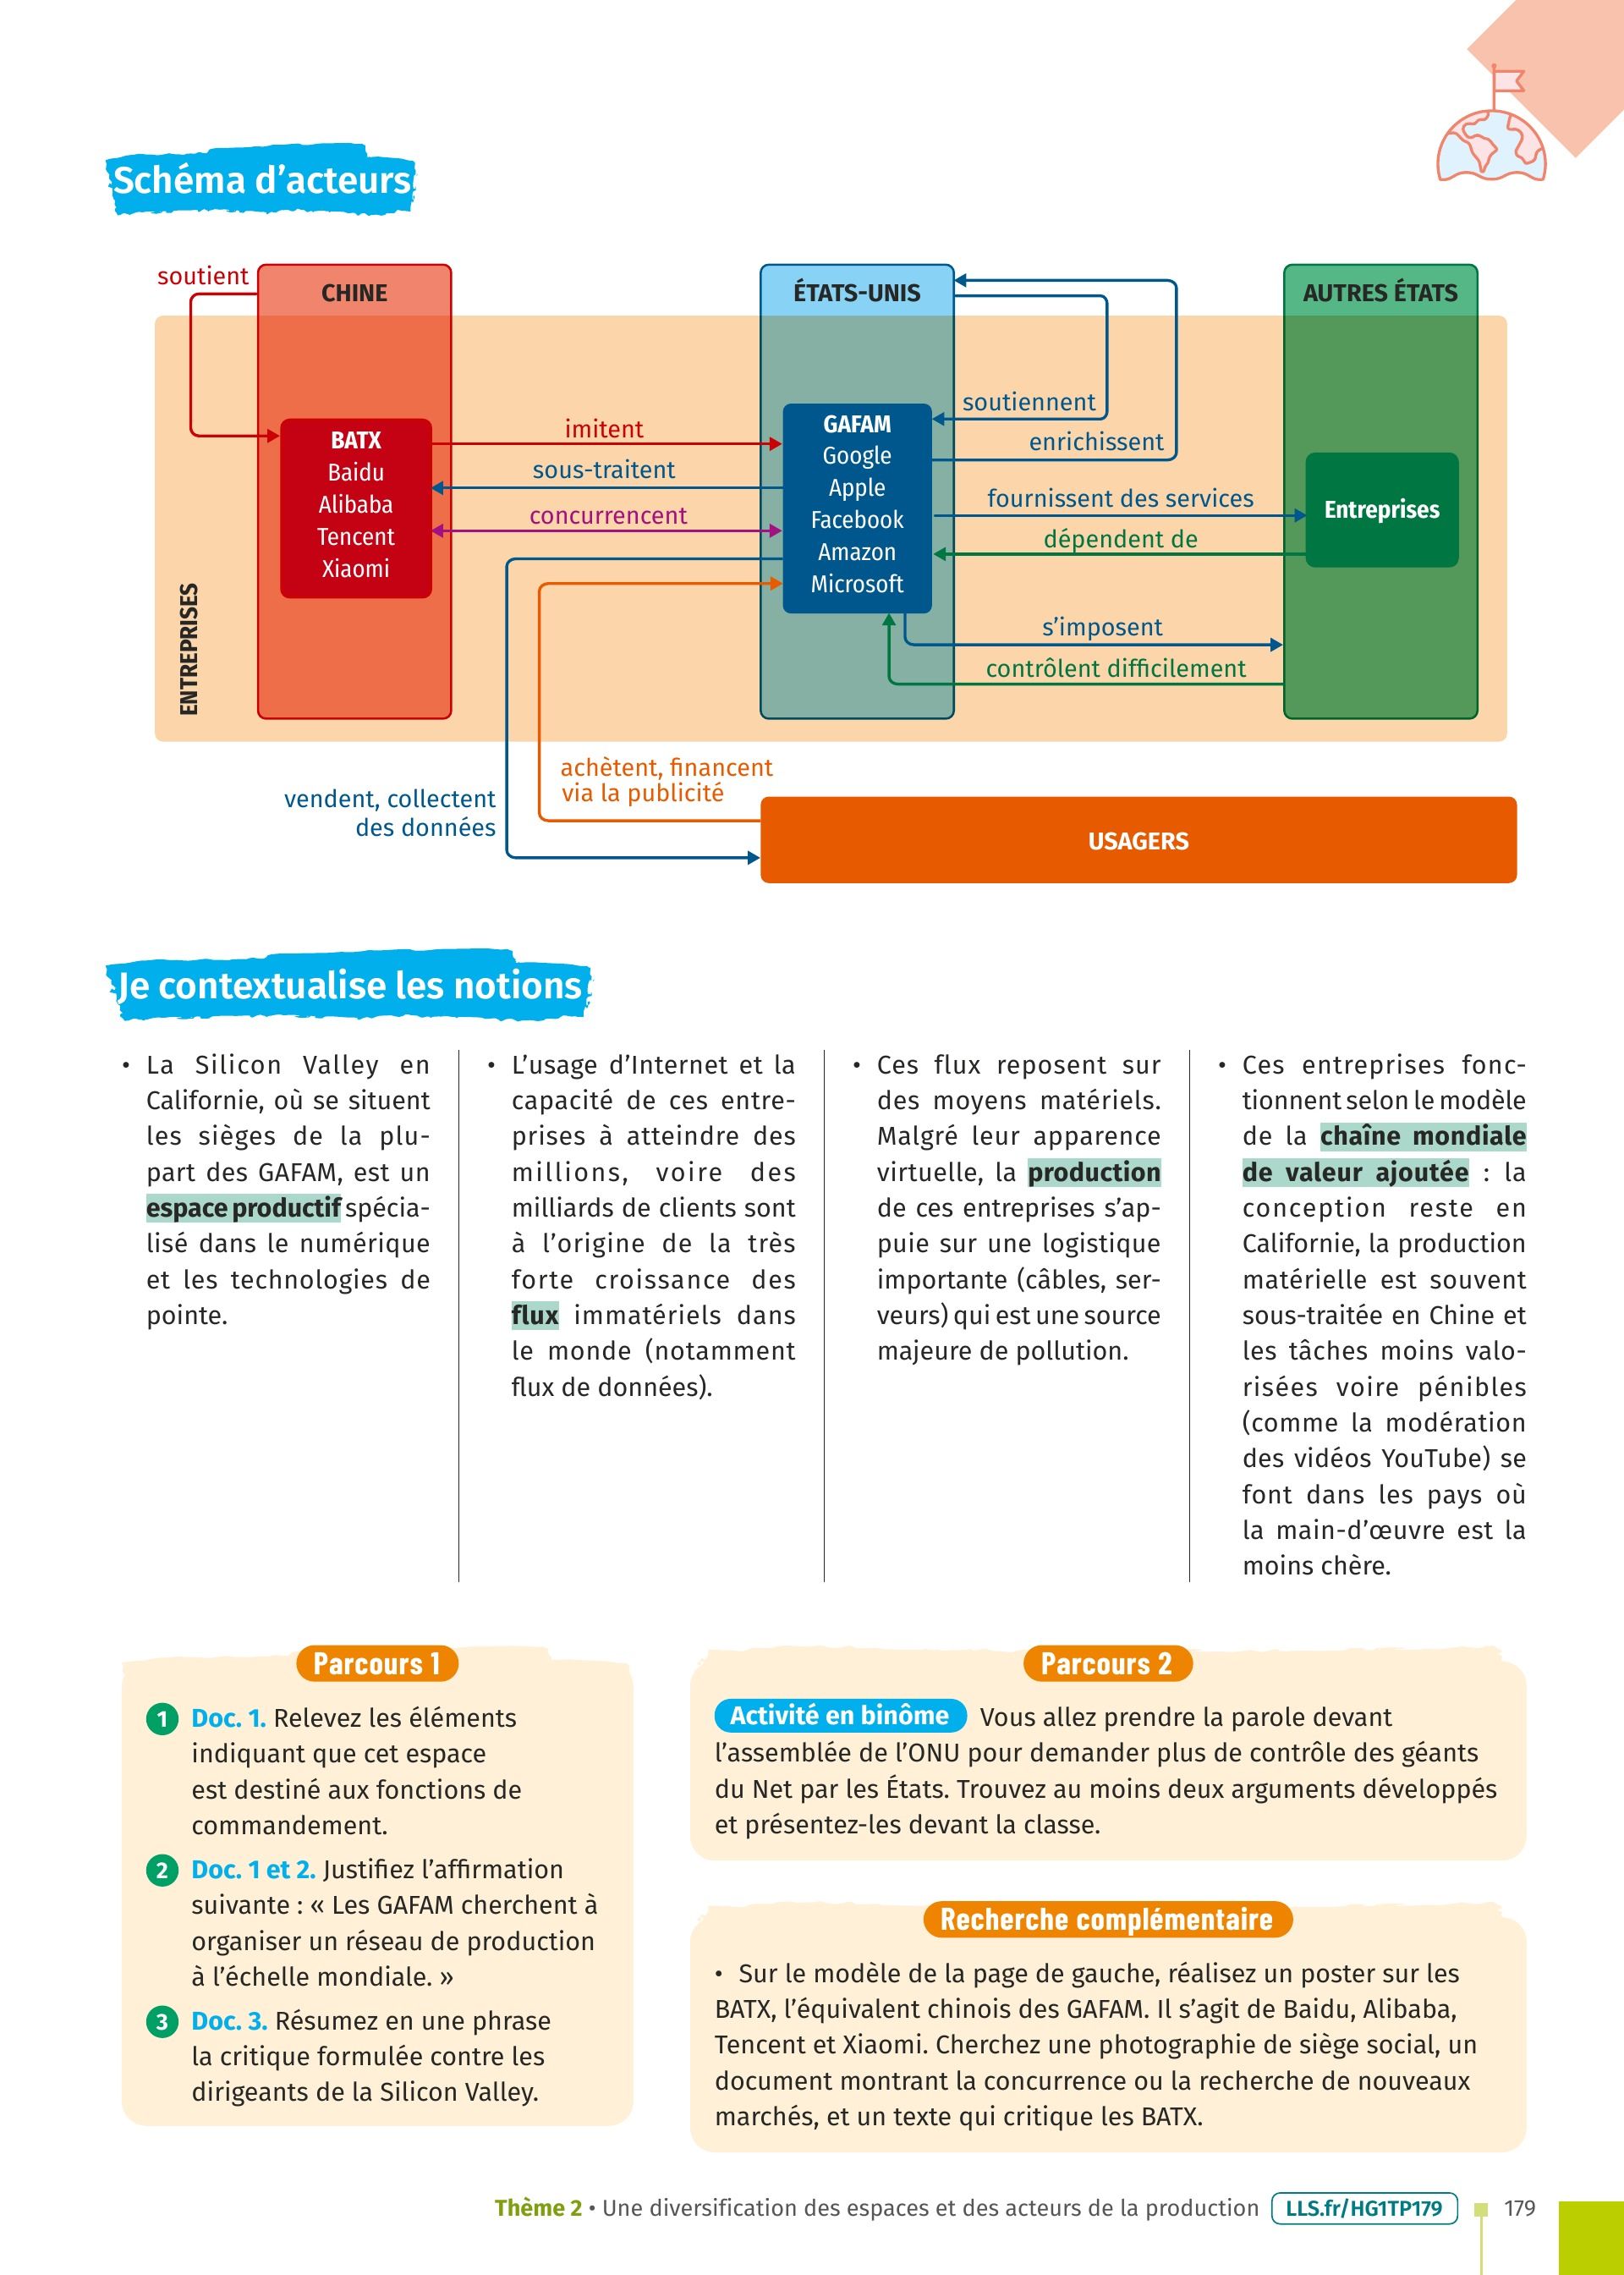 Schéma d’acteurs
soutient
CHINE
ÉTATS-UNIS
AUTRES ÉTATS
ENTREPRISES
BATX
Baidu
Alibaba
Tencent
Xiaomi
imitent
sous-traitent
concurrencent
GAFAM
Google
Apple
Facebook
Amazon
Microsoft
soutiennent
enrichissent
fournissent des services
dépendent de
Entreprises
s’imposent
contrôlent difficilement
achètent, financent
via la publicité
vendent, collectent
des données
USAGERS
Je contextualise les notions
• La Silicon Valley en
Californie, où se situent
les sièges de la plu-
part des GAFAM, est un
espace productif spécia-
lisé dans le numérique
et les technologies de
pointe.
• L’usage d’Internet et la
capacité de ces entre-
prises à atteindre des
millions, voire des
milliards de clients sont
à l’origine de la très
forte croissance des
flux immatériels dans
le monde (notamment
flux de données).
• Ces flux reposent sur
des moyens matériels.
Malgré leur apparence
virtuelle, la production
de ces entreprises s’ap-
puie sur une logistique
importante (câbles, ser-
veurs) qui est une source
majeure de pollution.
• Ces entreprises fonc-
tionnent selon le modèle
de la chaîne mondiale
de valeur ajoutée : la
conception reste en
Californie, la production
matérielle est souvent
sous-traitée en Chine et
les tâches moins valo-
risées voire pénibles
(comme la modération
des vidéos YouTube) se
font dans les pays où
la main-d’œuvre est la
moins chère.
Parcours 1
1 Doc. 1. Relevez les éléments
indiquant que cet espace
est destiné aux fonctions de
commandement.
2 Doc. 1 et 2. Justifiez l’affirmation
suivante : « Les GAFAM cherchent à
organiser un réseau de production
à l’échelle mondiale. »
3 Doc. 3. Résumez en une phrase
la critique formulée contre les
dirigeants de la Silicon Valley.
Parcours 2
Activité en binôme Vous allez prendre la parole devant
l’assemblée de l’ONU pour demander plus de contrôle des géants
du Net par les États. Trouvez au moins deux arguments développés
et présentez-les devant la classe.
Recherche complémentaire
• Sur le modèle de la page de gauche, réalisez un poster sur les
BATX, l’équivalent chinois des GAFAM. Il s’agit de Baidu, Alibaba,
Tencent et Xiaomi. Cherchez une photographie de siège social, un
document montrant la concurrence ou la recherche de nouveaux
marchés, et un texte qui critique les BATX.
Thème 2 • Une diversification des espaces et des acteurs de la production LLS.fr/HG1TP179 179